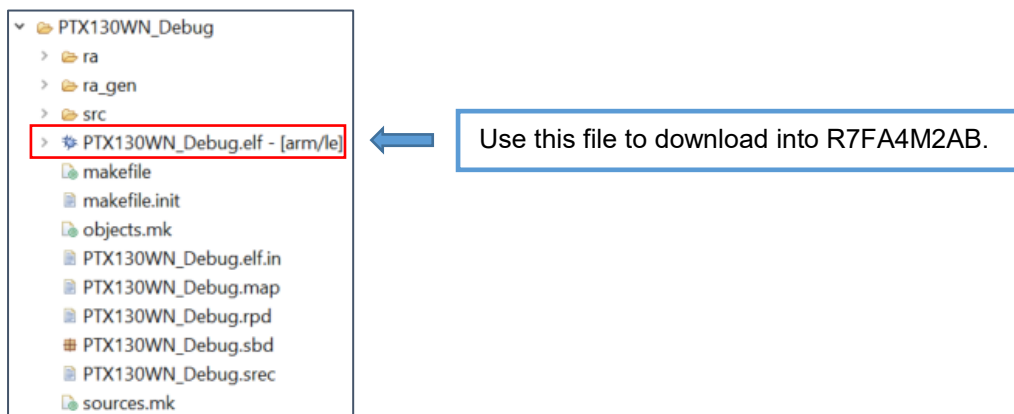 PTX130WN_Debug
ra
ra_gen
src
PTX130WN_Debug.elf - [arm/le]
Use this file to download into R7FA4M2AB.
makefile
makefile.init
objects.mk
PTX130WN_Debug.elf.in
PTX130WN_Debug.map
PTX130WN_Debug.rpd
PTX130WN_Debug.sbd
PTX130WN_Debug.srec
sources.mk